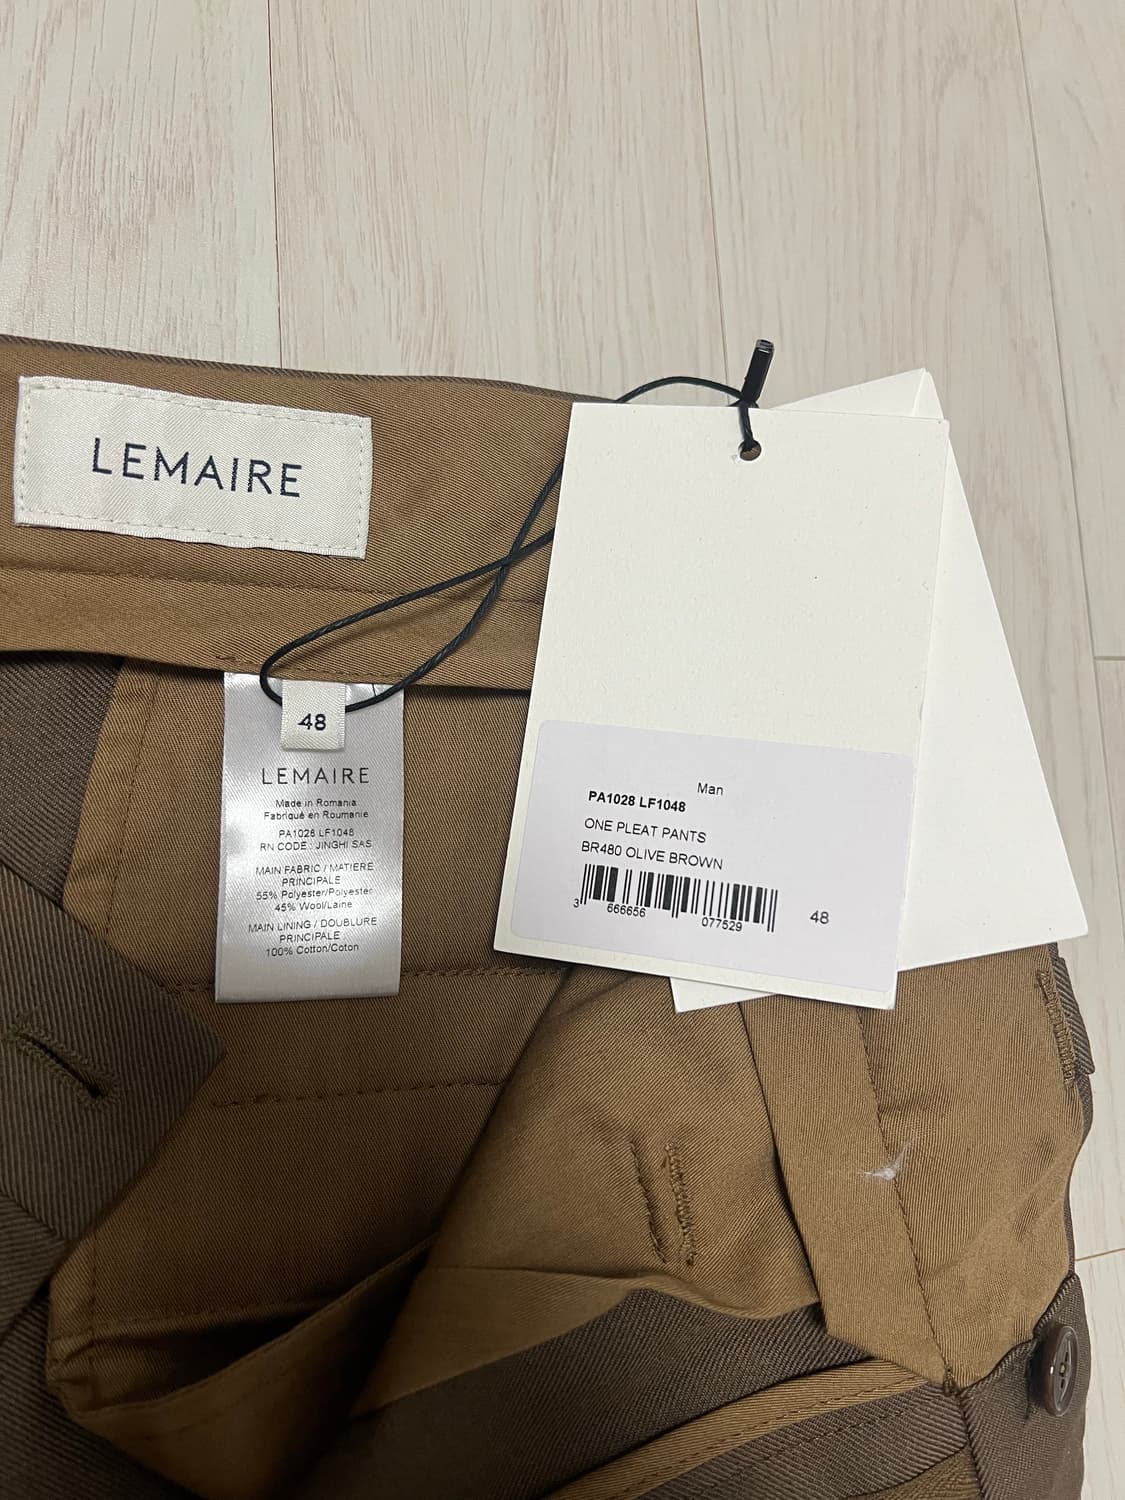 LEMAIRE
48
LEMAIRE
Made in Romania
Fabriqué en Roumanie
PA1028 LF1048
RN CODE : JINGHI SAS
MAIN FABRIC / MATIERE
PRINCIPALE
55% Polyester/Polyester
45% Wool/Laine
MAIN LINING / DOUBLURE
PRINCIPALE
100% Cotton/Coton
Man
PA1028 LF1048
ONE PLEAT PANTS
BR480 OLIVE BROWN
3 666656 077529
48